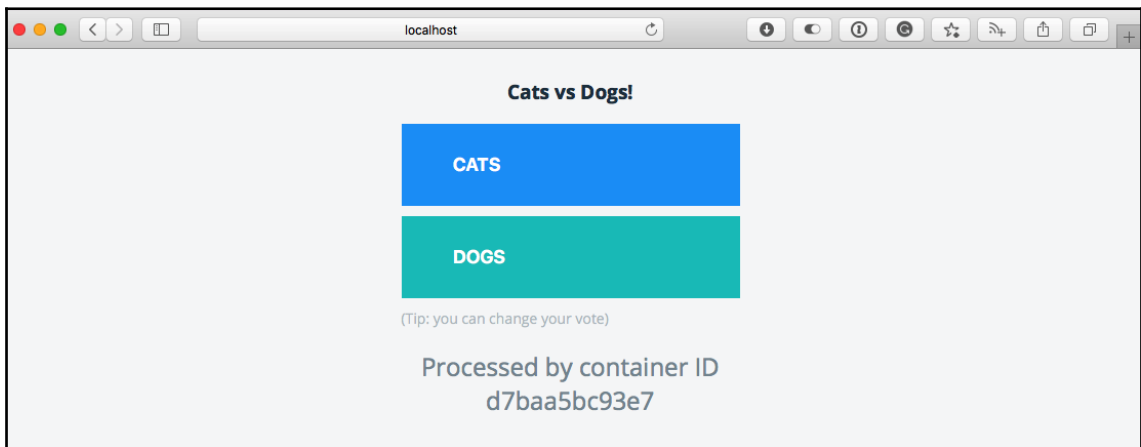 localhost
Cats vs Dogs!
CATS
DOGS
(Tip: you can change your vote)
Processed by container ID
d7baa5bc93e7